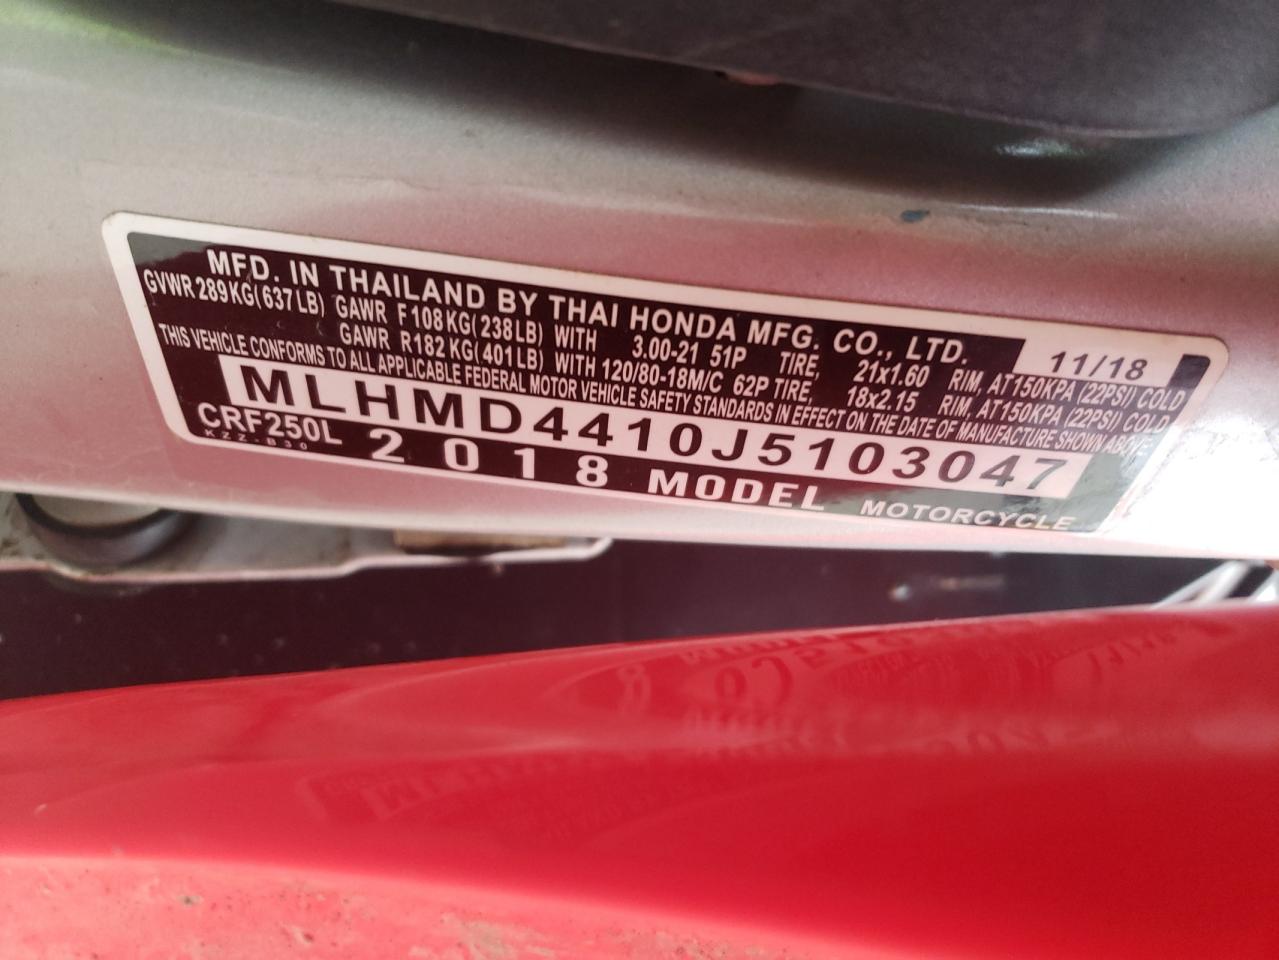 MFD. IN THAILAND BY THAI HONDA MFG. CO., LTD. 11/18
GVWR 289KG(637LB) GAWR F108KG(238LB) WITH 3.00-21 51P TIRE, 21x1.60 RIM, AT150KPA (22PSI) COLD
GAWR R182KG(401LB) WITH 120/80-18M/C 62P TIRE, 18x2.15 RIM, AT150KPA (22PSI) COLD
THIS VEHICLE CONFORMS TO ALL APPLICABLE FEDERAL MOTOR VEHICLE SAFETY STANDARDS IN EFFECT ON THE DATE OF MANUFACTURE SHOWN ABOVE
MLHMD4410J5103047
CRF250L 2018 MODEL MOTORCYCLE
KZZ-B30